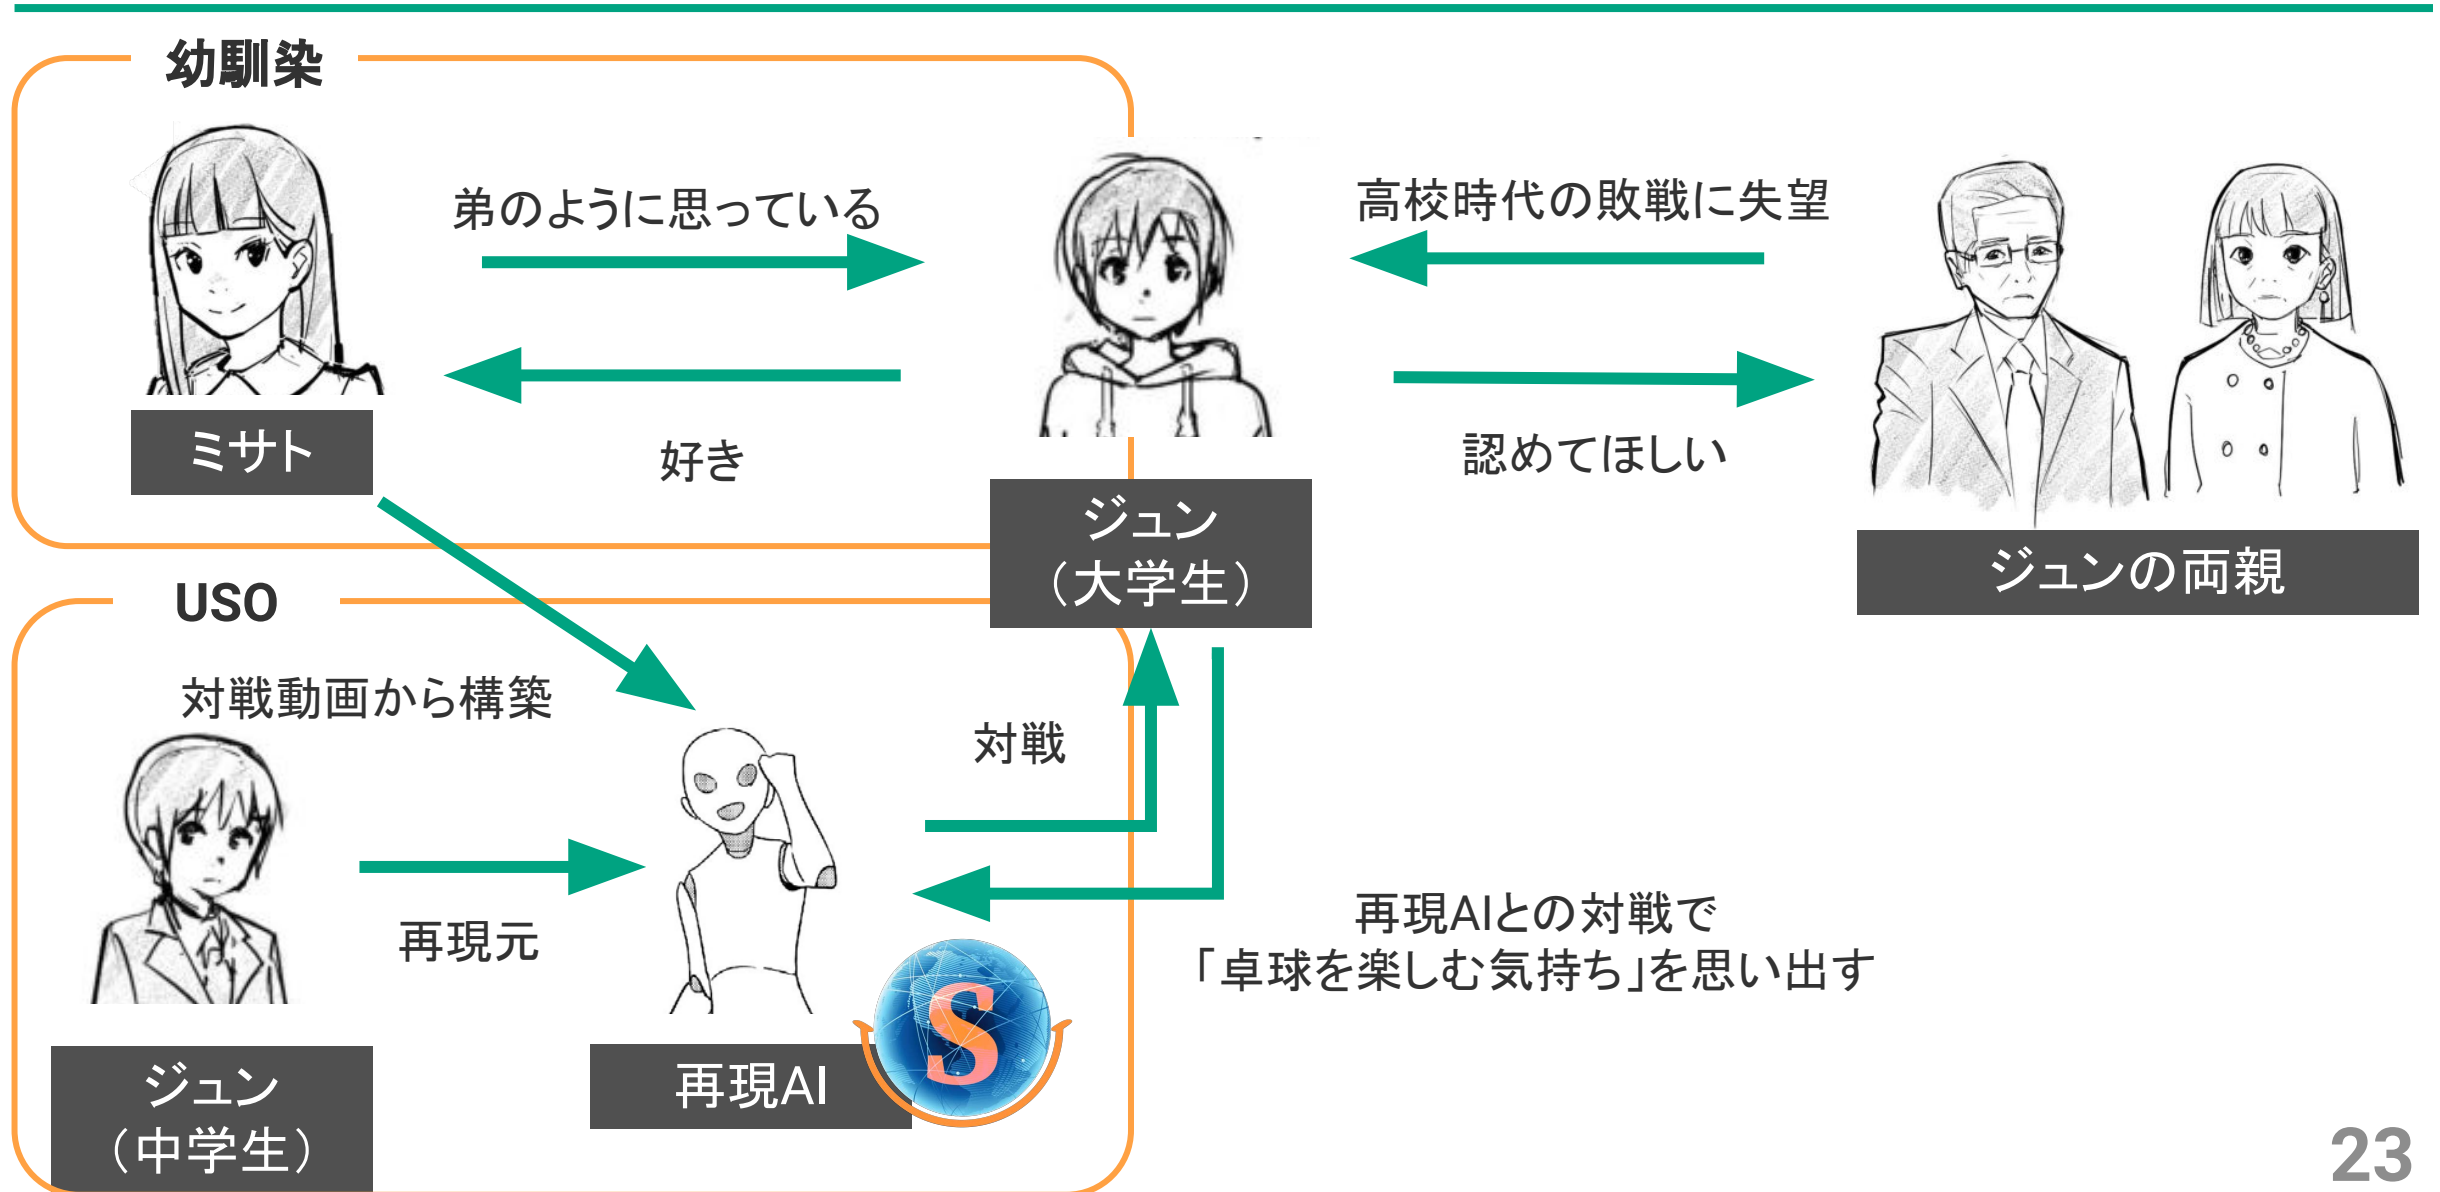 幼馴染
弟のように思っている
高校時代の敗戦に失望
ミサト
好き
認めてほしい
ジュン
（大学生）
ジュンの両親
USO
対戦動画から構築
対戦
再現元
再現AIとの対戦で
「卓球を楽しむ気持ち」を思い出す
S
ジュン
（中学生）
再現AI
23